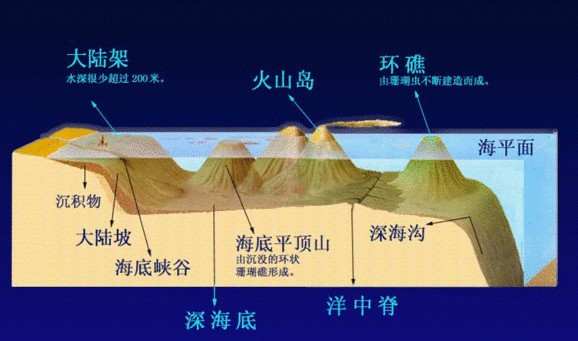 大陆架
水深很少超过200米。
火山岛
环礁
由珊瑚虫不断建造而成。
海平面
沉积物
大陆坡
海底峡谷
海底平顶山
由沉没的环状
珊瑚礁形成。
深海沟
深海底
洋中脊